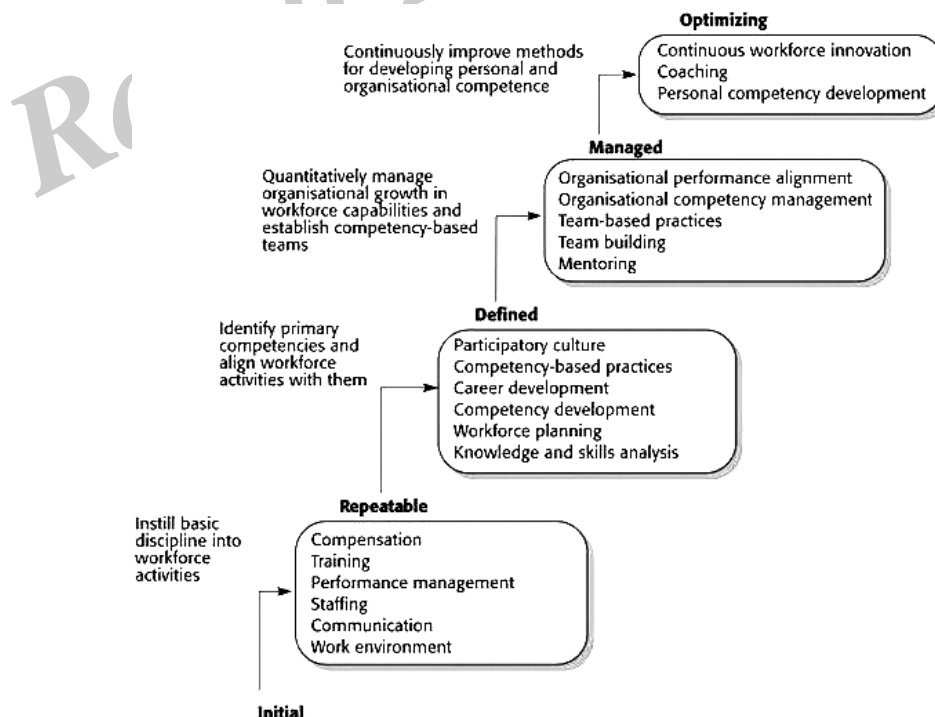 Optimizing
Continuously improve methods
for developing personal and
organisational competence
Continuous workforce innovation
Coaching
Personal competency development
Managed
Quantitatively manage
organisational growth in
workforce capabilities and
establish competency-based
teams
Organisational performance alignment
Organisational competency management
Team-based practices
Team building
Mentoring
Defined
Identify primary
competencies and
align workforce
activities with them
Participatory culture
Competency-based practices
Career development
Competency development
Workforce planning
Knowledge and skills analysis
Repeatable
Instill basic
discipline into
workforce
activities
Compensation
Training
Performance management
Staffing
Communication
Work environment
Initial